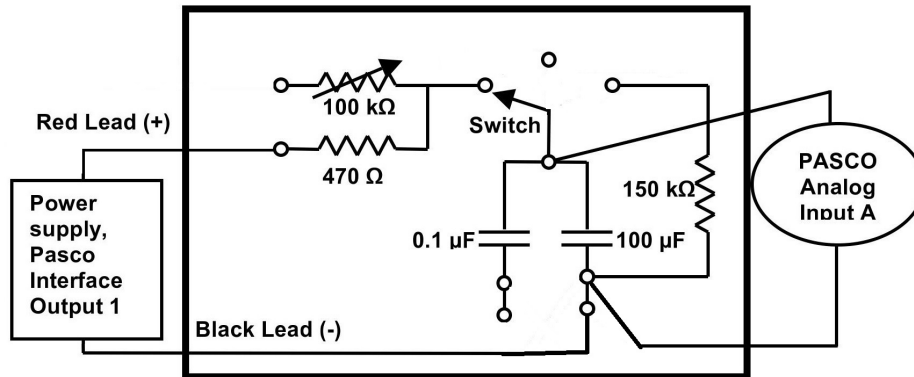 100 kΩ
Red Lead (+)
Switch
470 Ω
Power
supply,
Pasco
Interface
Output 1
150 kΩ
PASCO
Analog
Input A
0.1 µF
100 µF
Black Lead (-)